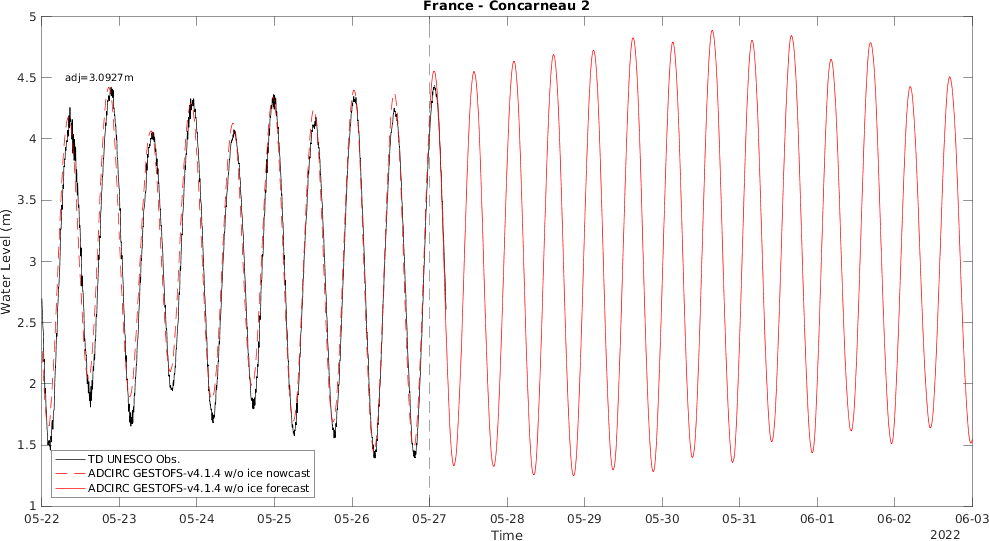 France - Concarneau 2
adj=3.0927m
Water Level (m)
5
4.5
4
3.5
3
2.5
2
1.5
1
TD UNESCO Obs.
ADCIRC GESTOFS-v4.1.4 w/o ice nowcast
ADCIRC GESTOFS-v4.1.4 w/o ice forecast
05-22 05-23 05-24 05-25 05-26 05-27 05-28 05-29 05-30 05-31 06-01 06-02 06-03
Time
2022